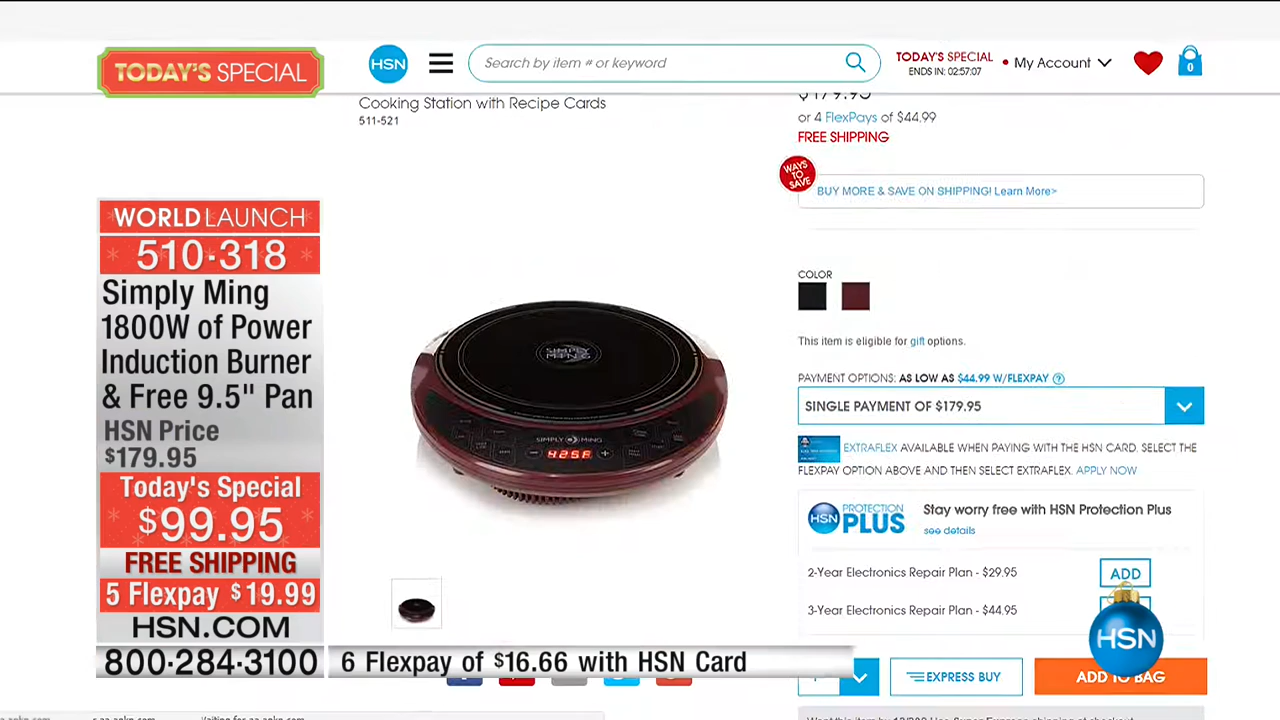 TODAY'S SPECIAL
HSN
Search by item # or keyword
TODAY'S SPECIAL
ENDS IN: 02:57:07
My Account
0
Cooking Station with Recipe Cards
511-521
$179.95
or 4 FlexPays of $44.99
FREE SHIPPING
WAYS
TO
SAVE
BUY MORE & SAVE ON SHIPPING! Learn More>
WORLD LAUNCH
510·318
Simply Ming
1800W of Power
Induction Burner
& Free 9.5" Pan
HSN Price
$179.95
Today's Special
$99.95
FREE SHIPPING
5 Flexpay $19.99
HSN.COM
800·284·3100
6 Flexpay of $16.66 with HSN Card
SIMPLY
MING
SIMPLY MING
425F
COLOR
This item is eligible for gift options.
PAYMENT OPTIONS: AS LOW AS $44.99 W/FLEXPAY
SINGLE PAYMENT OF $179.95
EXTRAFLEX AVAILABLE WHEN PAYING WITH THE HSN CARD. SELECT THE
FLEXPAY OPTION ABOVE AND THEN SELECT EXTRAFLEX. APPLY NOW
HSN PROTECTION PLUS
Stay worry free with HSN Protection Plus
see details
2-Year Electronics Repair Plan - $29.95
ADD
3-Year Electronics Repair Plan - $44.95
HSN
EXPRESS BUY
ADD TO BAG